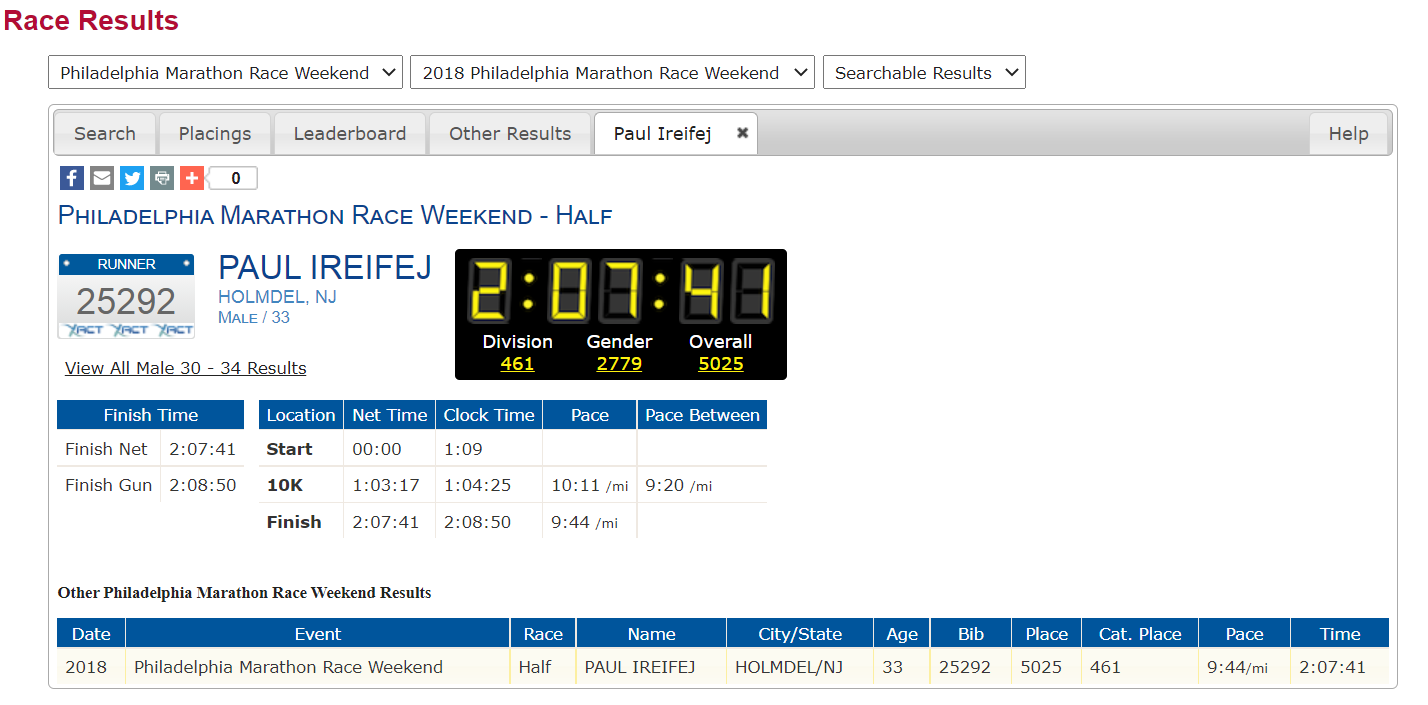 Race Results
Philadelphia Marathon Race Weekend 2018 Philadelphia Marathon Race Weekend Searchable Results
Search Placings Leaderboard Other Results Paul Ireifej Help
0
Philadelphia Marathon Race Weekend - Half
RUNNER
25292
XACT XACT XACT
PAUL IREIFEJ
HOLMDEL, NJ
Male / 33
2:07:41
Division Gender Overall
461 2779 5025
View All Male 30 - 34 Results
Finish Time
Finish Net 2:07:41
Finish Gun 2:08:50
Location Net Time Clock Time Pace Pace Between
Start 00:00 1:09
10K 1:03:17 1:04:25 10:11 /mi 9:20 /mi
Finish 2:07:41 2:08:50 9:44 /mi
Other Philadelphia Marathon Race Weekend Results
Date Event Race Name City/State Age Bib Place Cat. Place Pace Time
2018 Philadelphia Marathon Race Weekend Half PAUL IREIFEJ HOLMDEL/NJ 33 25292 5025 461 9:44/mi 2:07:41